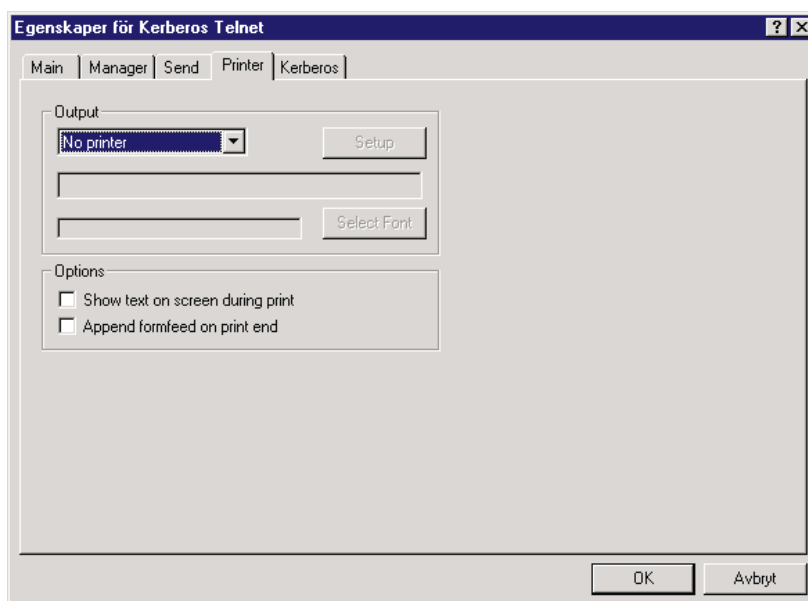 Egenskaper för Kerberos Telnet
Main Manager Send Printer Kerberos
Output
No printer Setup
Select Font
Options
Show text on screen during print
Append formfeed on print end
OK Avbryt